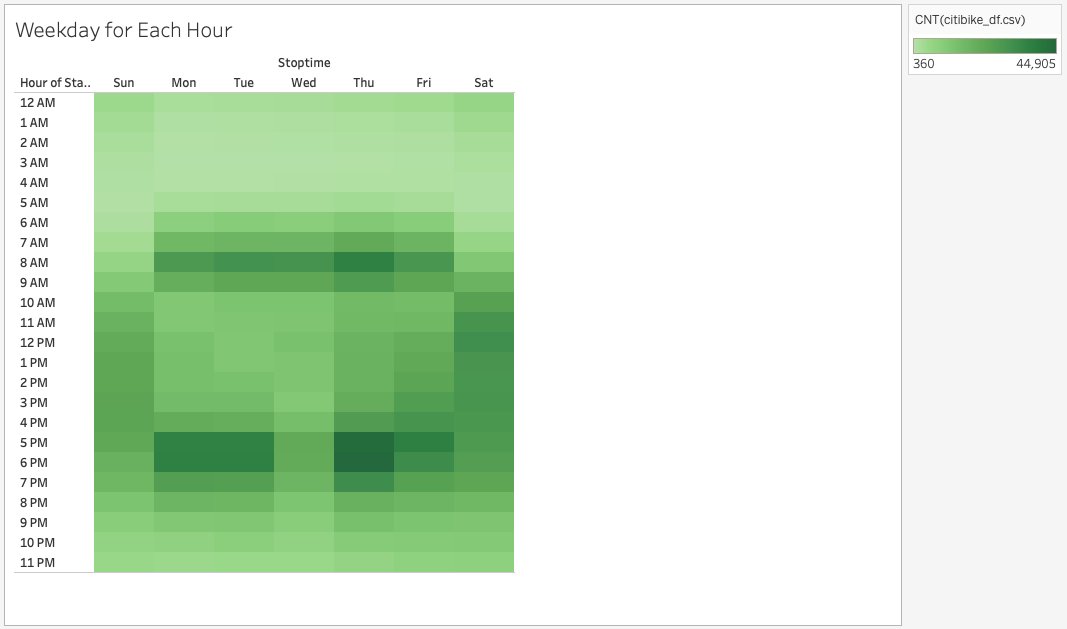 Weekday for Each Hour
CNT(citibike_df.csv)
360 44,905
Stoptime
Hour of Sta.. Sun Mon Tue Wed Thu Fri Sat
12 AM
1 AM
2 AM
3 AM
4 AM
5 AM
6 AM
7 AM
8 AM
9 AM
10 AM
11 AM
12 PM
1 PM
2 PM
3 PM
4 PM
5 PM
6 PM
7 PM
8 PM
9 PM
10 PM
11 PM